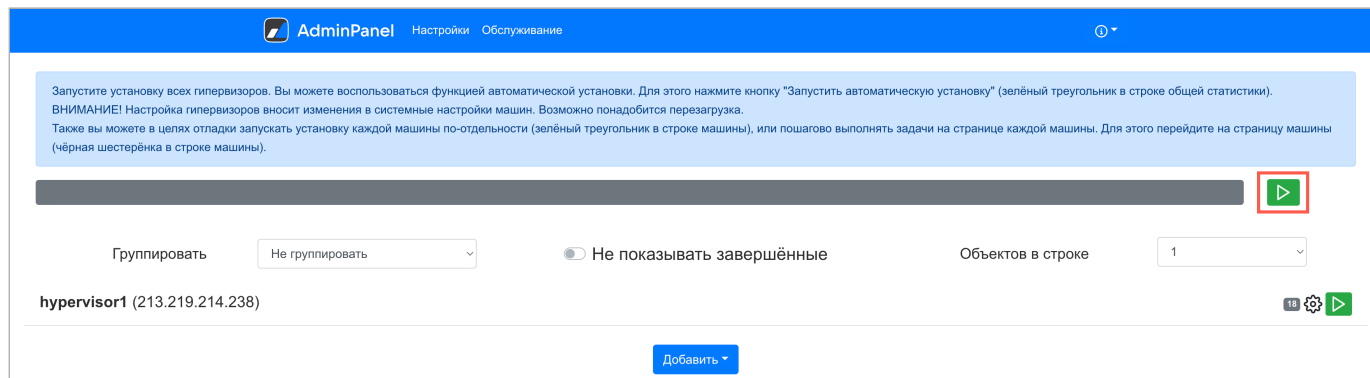 AdminPanel Настройки Обслуживание
Запустите установку всех гипервизоров. Вы можете воспользоваться функцией автоматической установки. Для этого нажмите кнопку "Запустить автоматическую установку" (зелёный треугольник в строке общей статистики).
ВНИМАНИЕ! Настройка гипервизоров вносит изменения в системные настройки машин. Возможно понадобится перезагрузка.
Также вы можете в целях отладки запускать установку каждой машины по-отдельности (зелёный треугольник в строке машины), или пошагово выполнять задачи на странице каждой машины. Для этого перейдите на страницу машины
(чёрная шестерёнка в строке машины).
Группировать Не группировать Не показывать завершённые Объектов в строке 1
hypervisor1 (213.219.214.238) 18
Добавить